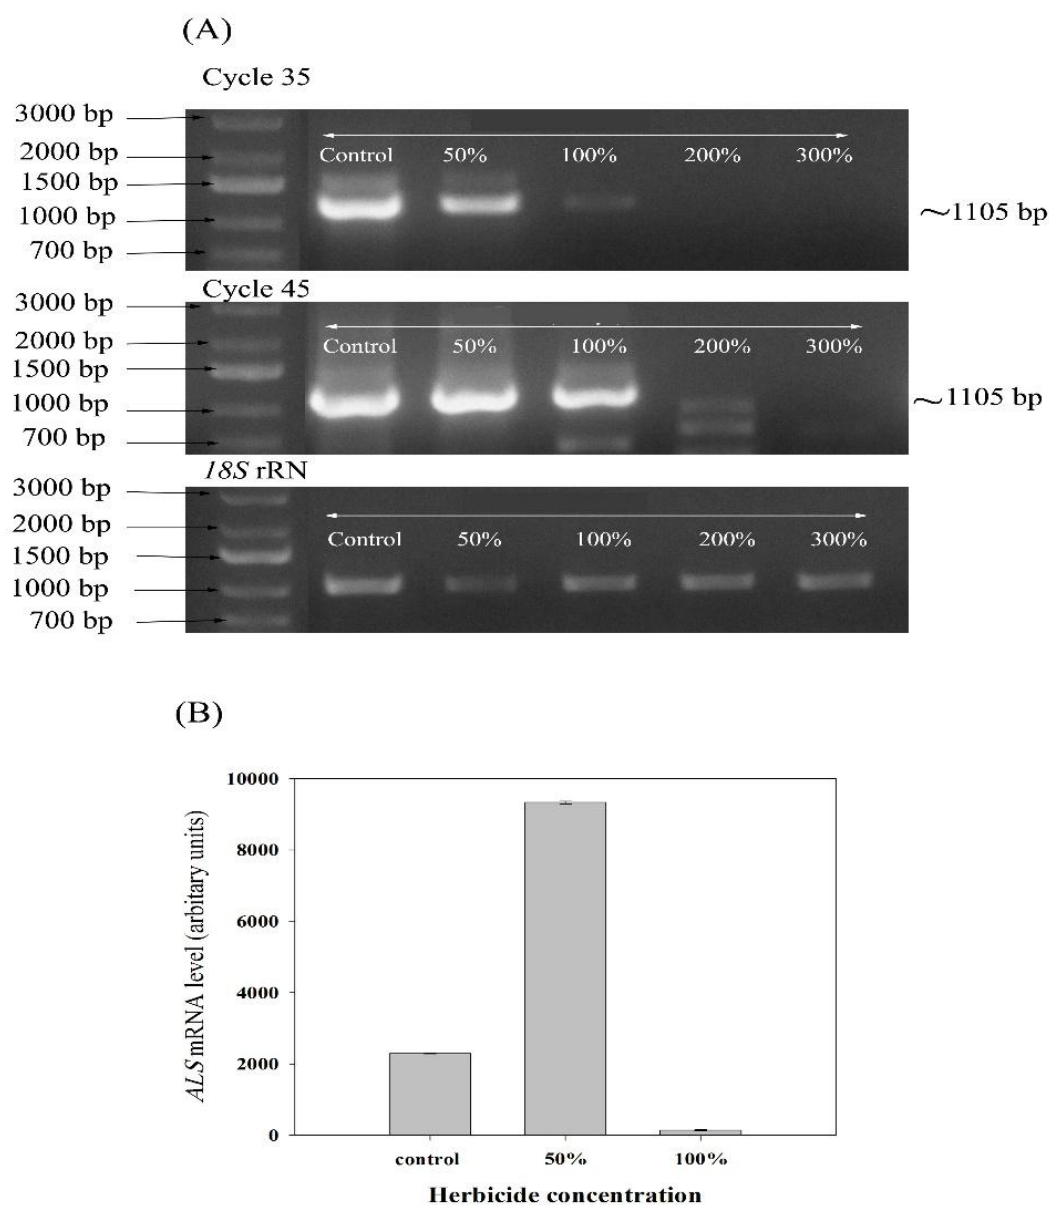 (A)
Cycle 35
3000 bp
2000 bp
1500 bp
1000 bp
700 bp
Control 50% 100% 200% 300%
~1105 bp
Cycle 45
3000 bp
2000 bp
1500 bp
1000 bp
700 bp
Control 50% 100% 200% 300%
~1105 bp
18S rRN
3000 bp
2000 bp
1500 bp
1000 bp
700 bp
Control 50% 100% 200% 300%
(B)
ALS mRNA level (arbitary units)
10000
8000
6000
4000
2000
0
control 50% 100%
Herbicide concentration